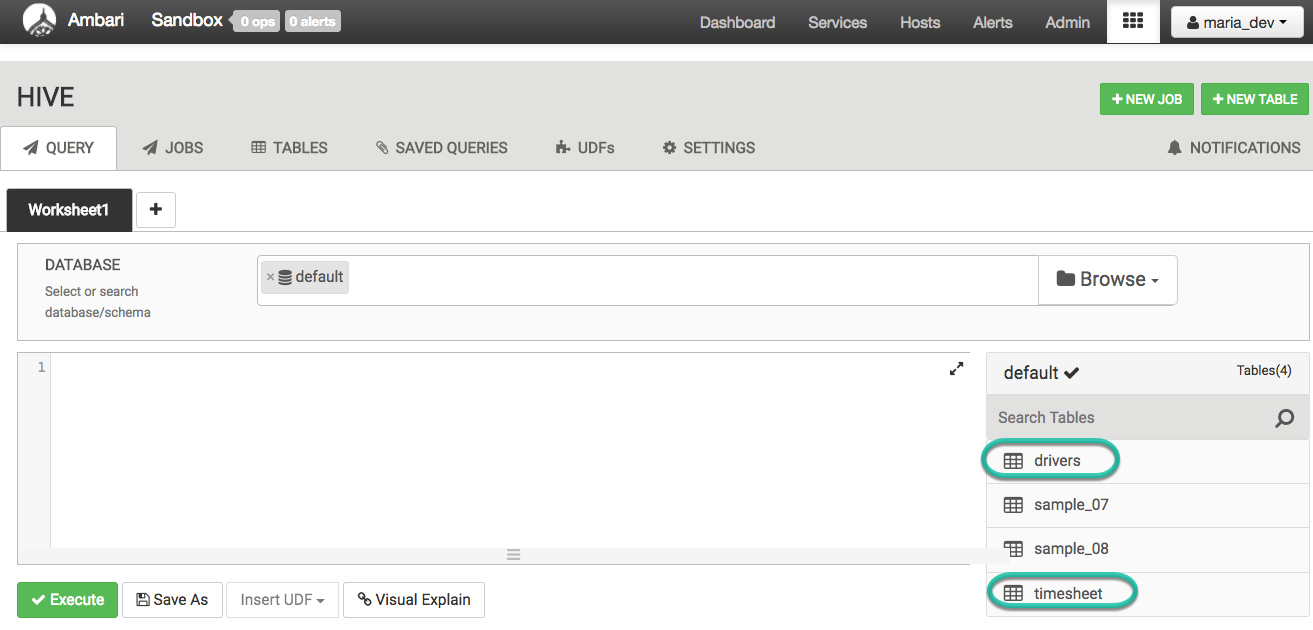 Ambari Sandbox 0 ops 0 alerts Dashboard Services Hosts Alerts Admin maria_dev
HIVE
NEW JOB NEW TABLE
QUERY JOBS TABLES SAVED QUERIES UDFs SETTINGS NOTIFICATIONS
Worksheet1 +
DATABASE
Select or search
database/schema
× default Browse
1
default Tables(4)
Search Tables
drivers
sample_07
sample_08
timesheet
Execute Save As Insert UDF Visual Explain